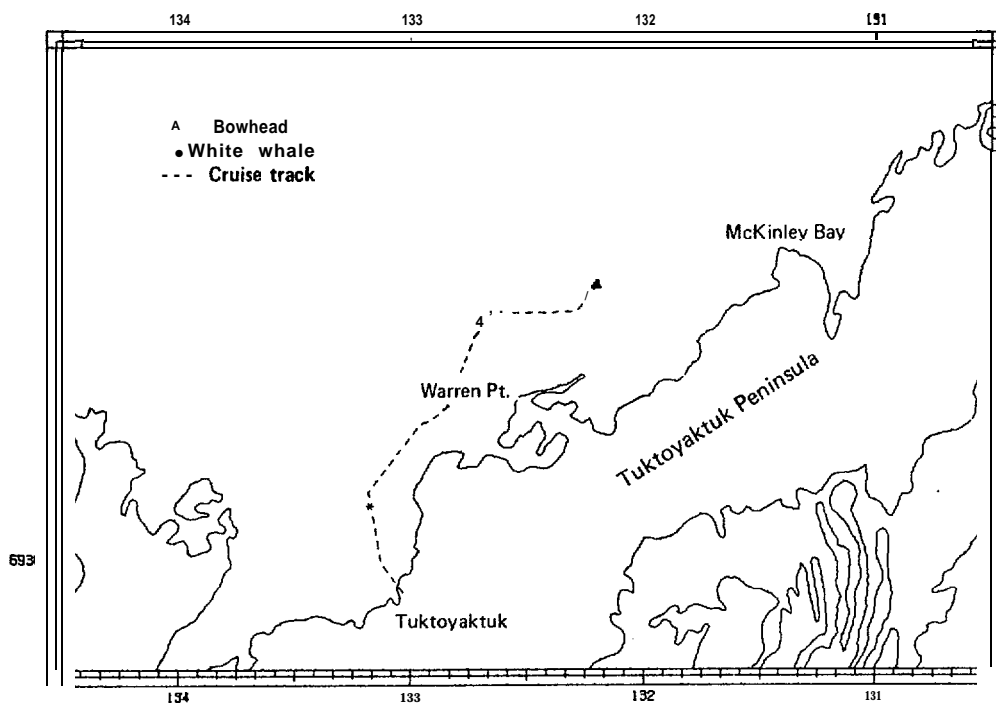 134 133 132 131
A Bowhead
• White whale
--- Cruise track
McKinley Bay
4
Warren Pt.
Tuktoyaktuk Peninsula
*
693
Tuktoyaktuk
134 133 132 131